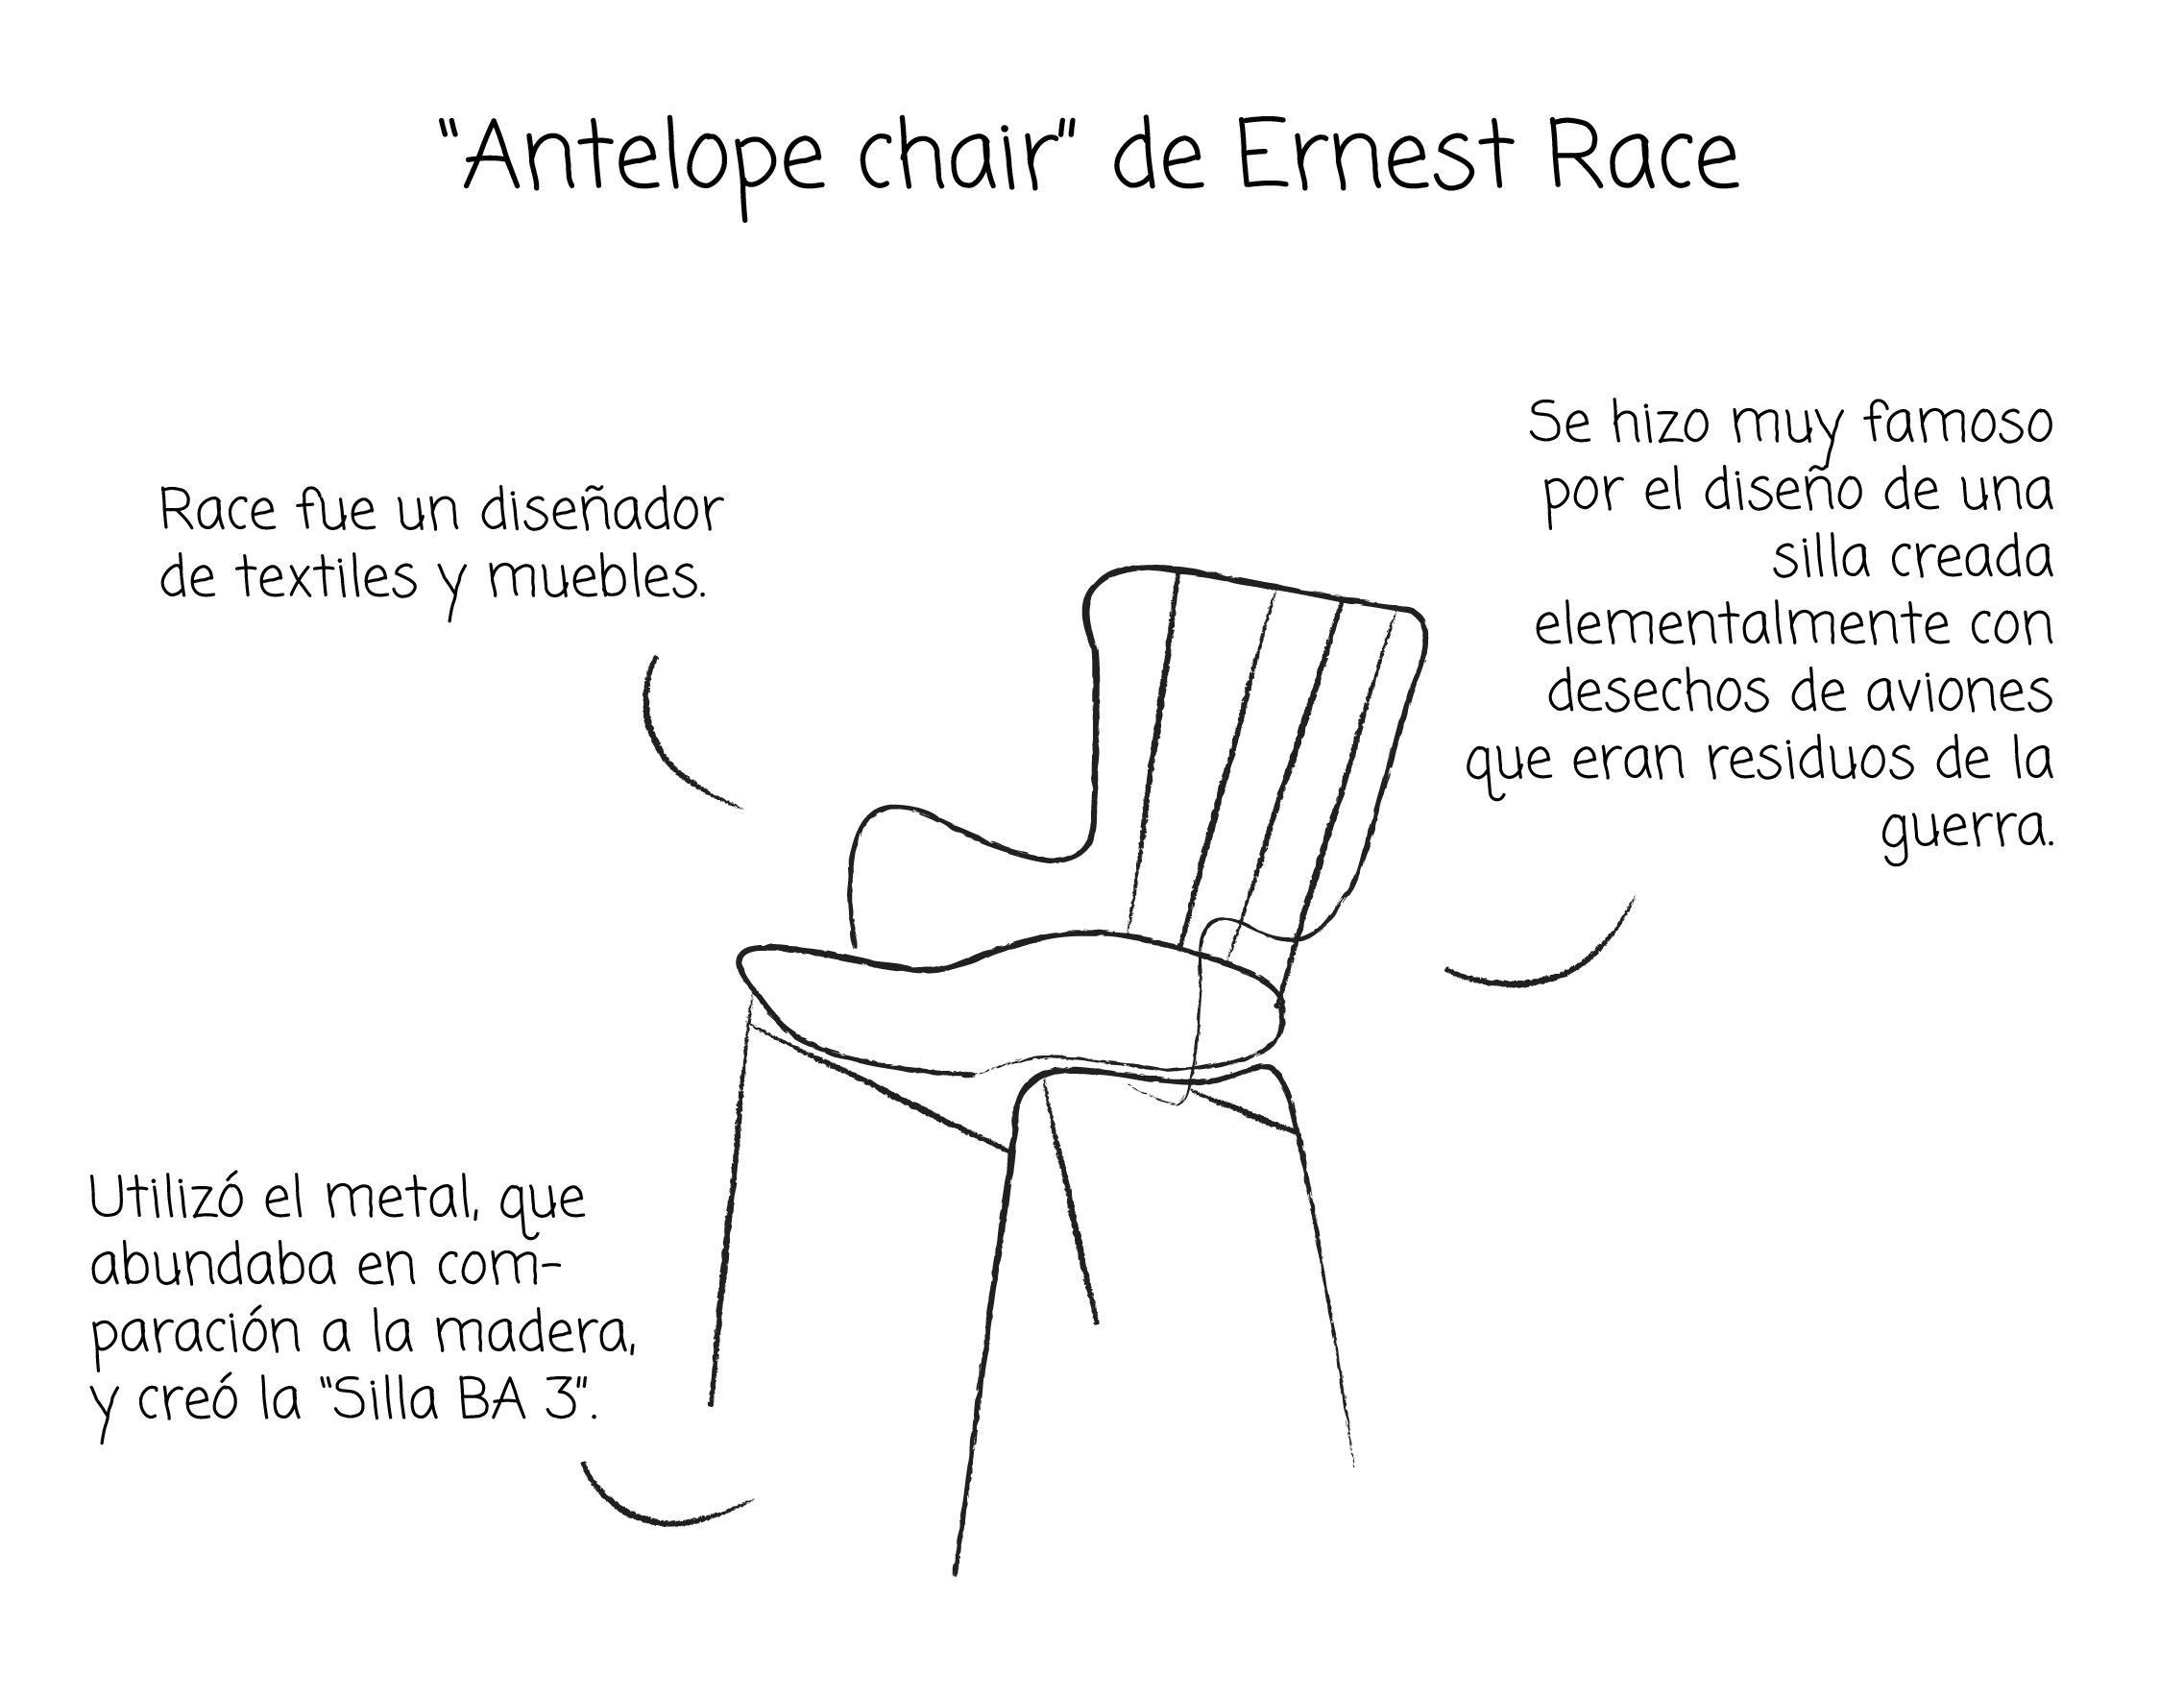 "Antelope chair" de Ernest Race
Race fue un diseñador
de textiles y muebles.
Se hizo muy famoso
por el diseño de una
silla creada
elementalmente con
desechos de aviones
que eran residuos de la
guerra.
Utilizó el metal, que
abundaba en com-
paración a la madera,
y creó la "Silla BA 3".